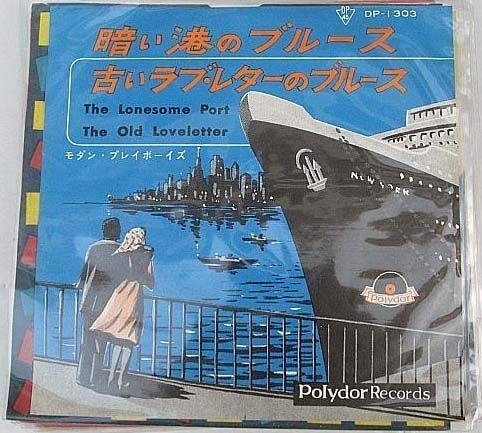 DP
45
DP-1303
暗い港のブルース
古いラブレターのブルース
The Lonesome Port
The Old Loveletter
モダン・プレイボーイズ
NEW YORK
Polydor
Polydor Records